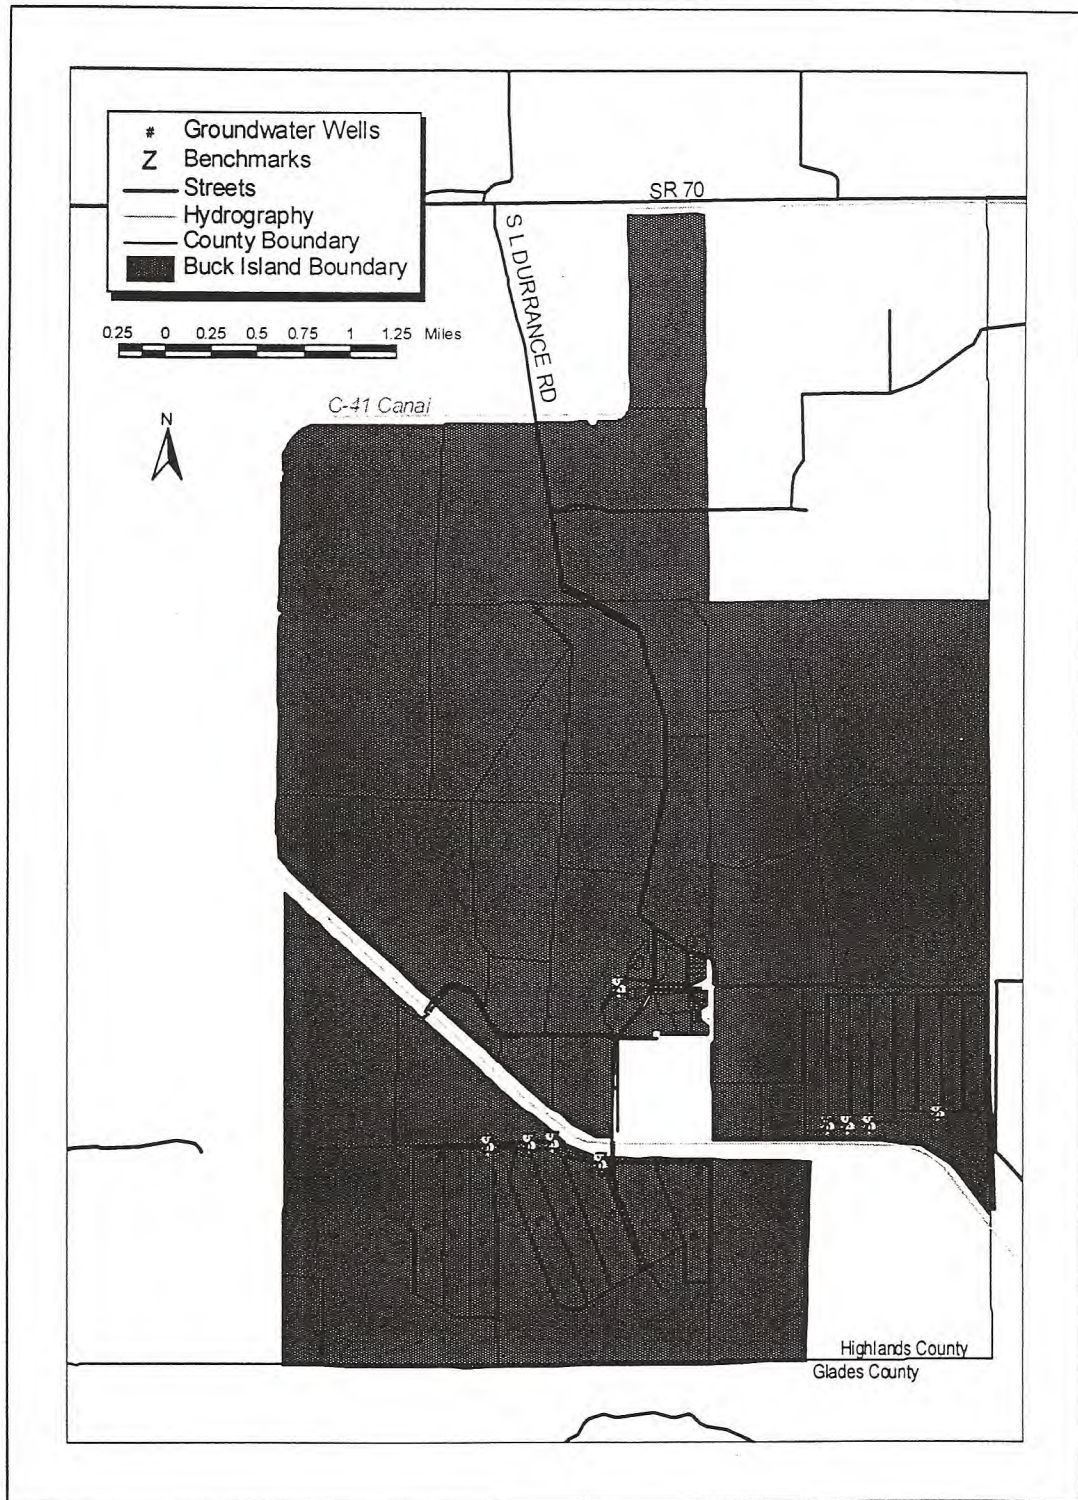 # Groundwater Wells
Z Benchmarks
Streets
Hydrography
County Boundary
Buck Island Boundary
SR 70
S L DURRANCE RD
0.25 0 0.25 0.5 0.75 1 1.25 Miles
C-41 Canal
N
Highlands County
Glades County